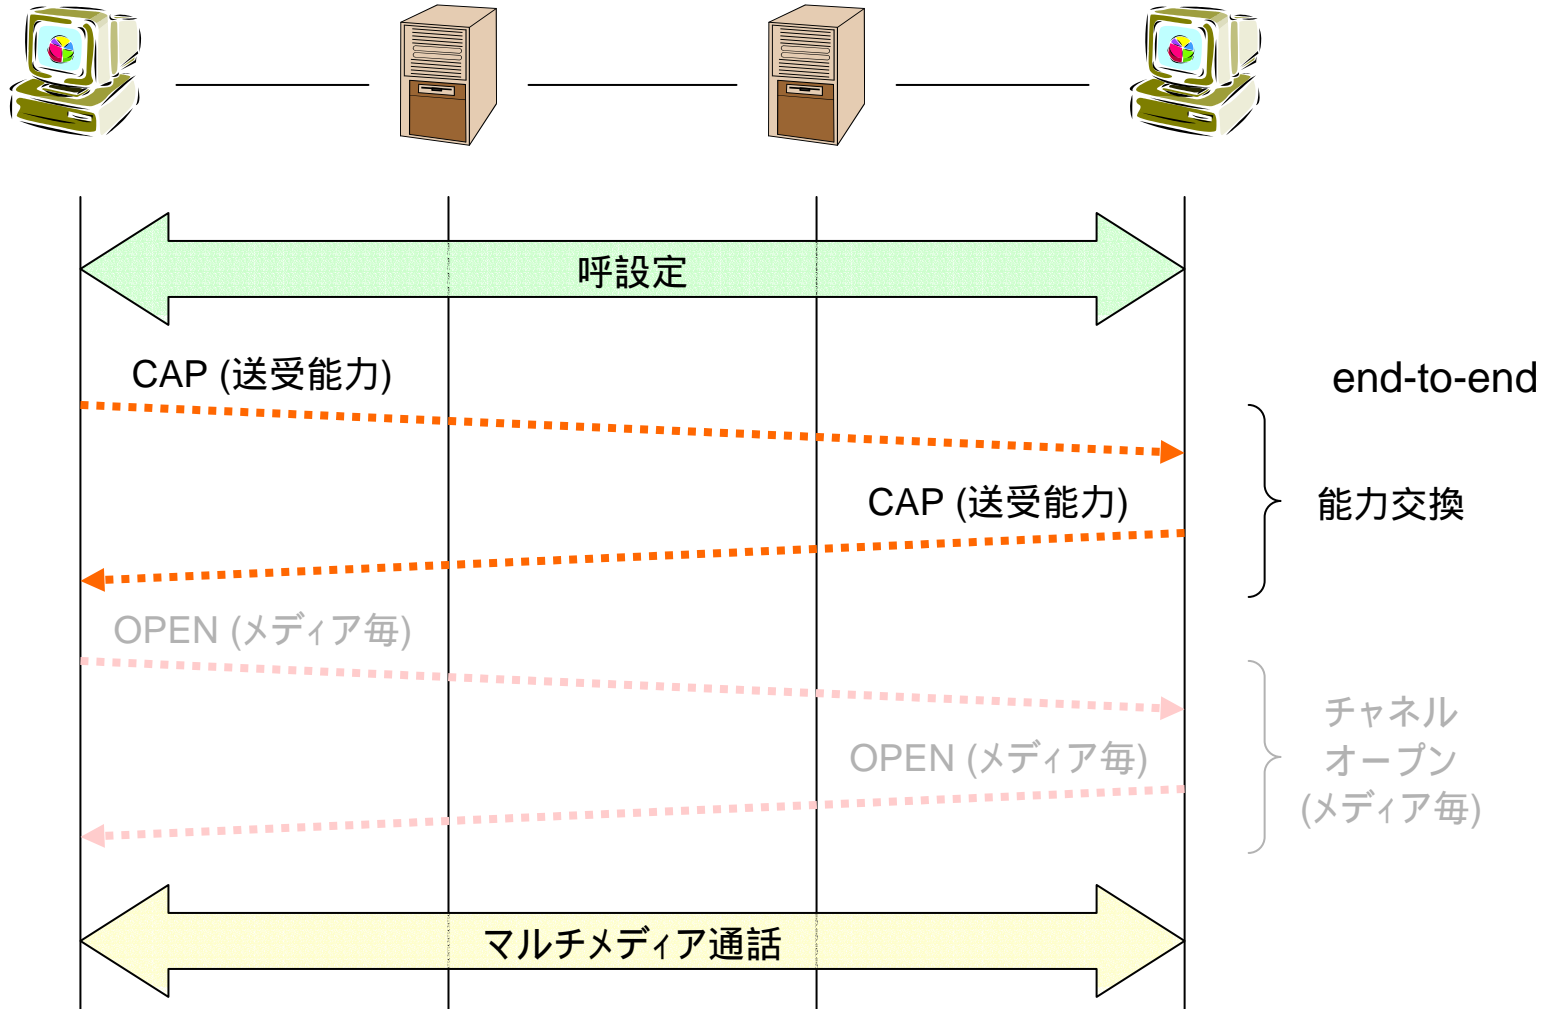 呼設定
CAP (送受能力)
end-to-end
CAP (送受能力)
能力交換
OPEN (メディア毎)
チャネル
オープン
(メディア毎)
OPEN (メディア毎)
マルチメディア通話